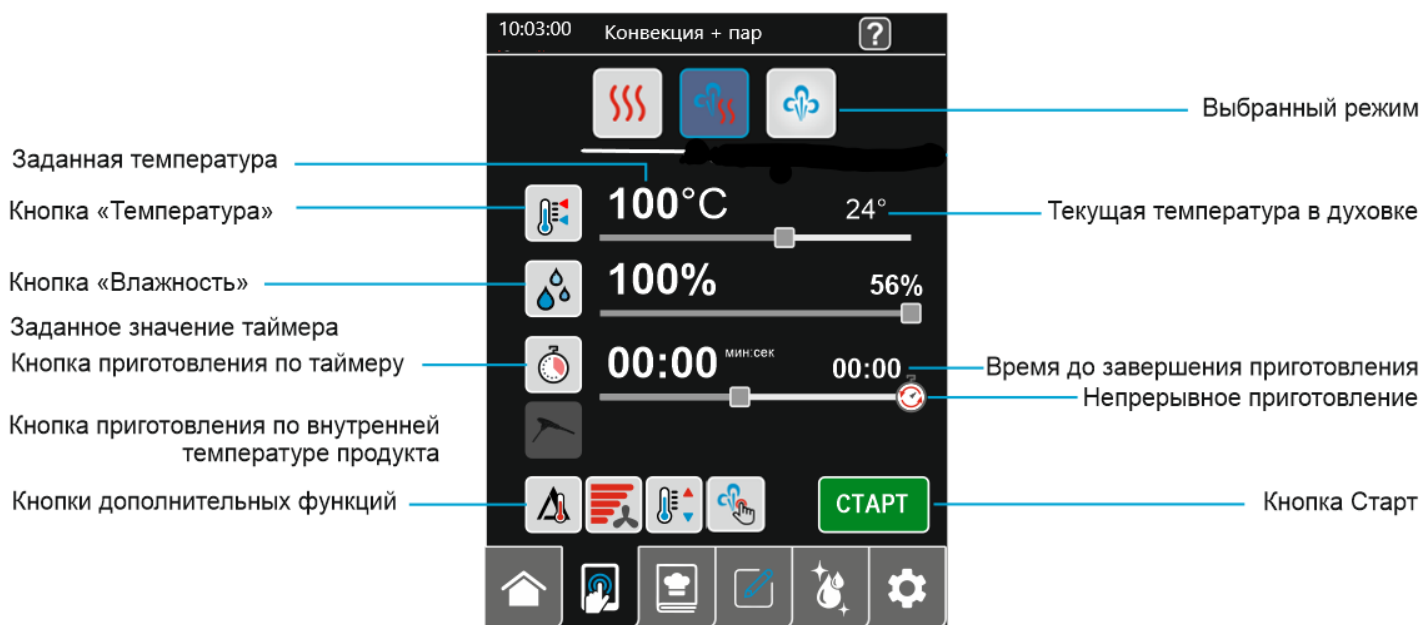 10:03:00 Конвекция + пар ?
Выбранный режим
Заданная температура
Кнопка «Температура»
100°C 24°
Текущая температура в духовке
Кнопка «Влажность»
100% 56%
Заданное значение таймера
Кнопка приготовления по таймеру
00:00 мин:сек 00:00
Время до завершения приготовления
Непрерывное приготовление
Кнопка приготовления по внутренней
температуре продукта
Кнопки дополнительных функций
СТАРТ
Кнопка Старт